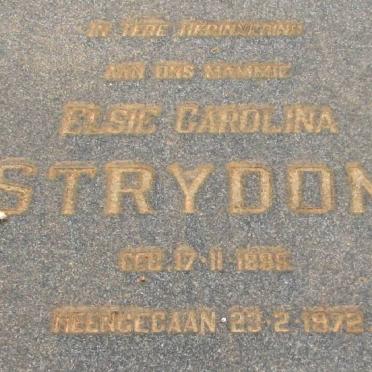 IN TERE HERINNERING
AAN ONS MAMMIE
ELSIE CAROLINA
STRYDOM
GEB. 17-11-1895
HEENGEGAAN 23-2-1972